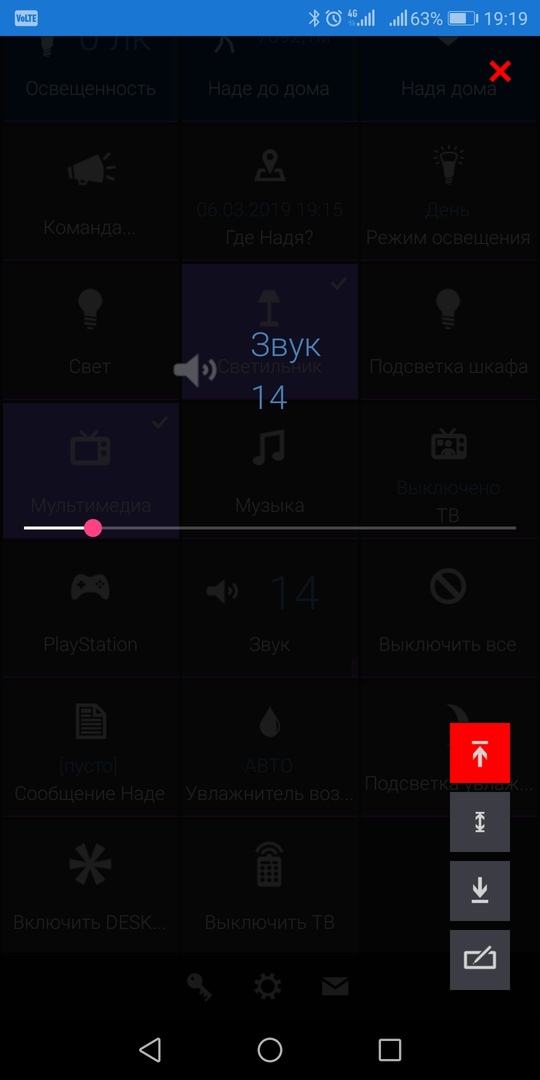 VoLTE
4G
63%
19:19
0 ЛК
Освещенность
Наде до дома
Надя дома
Команда...
06.03.2019 19:15
Где Надя?
День
Режим освещения
Свет
Звук
Светильник
14
Подсветка шкафа
Мультимедиа
Музыка
Выключено
ТВ
PlayStation
14
Звук
Выключить все
[пусто]
Сообщение Наде
АВТО
Увлажнитель воз...
Подсветка увлаж...
Включить DESK...
Выключить ТВ